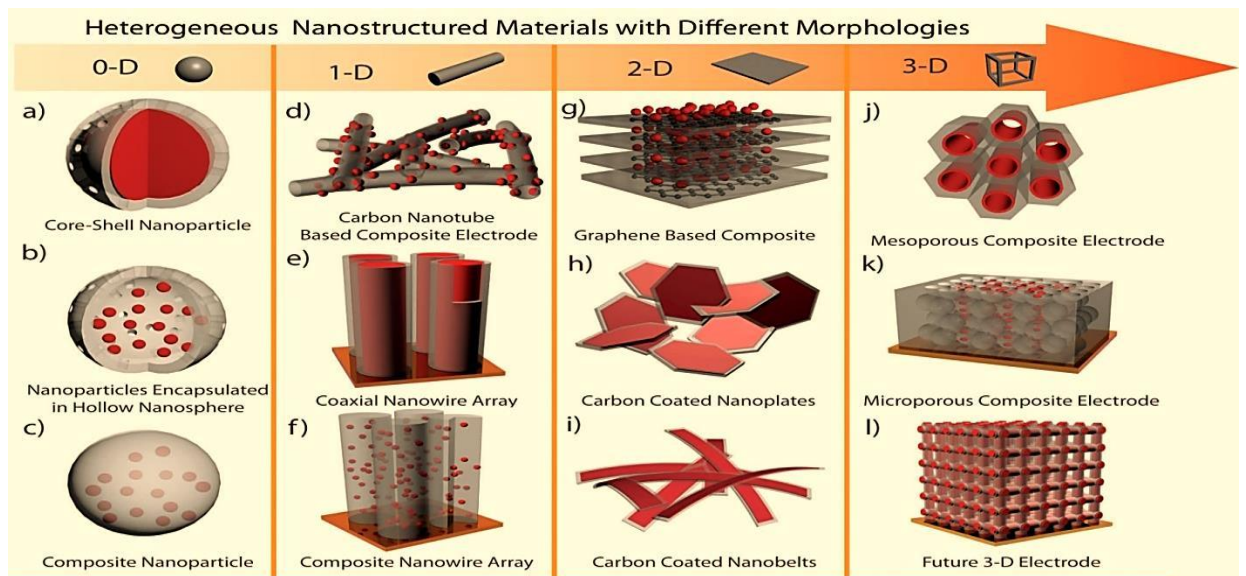 Heterogeneous Nanostructured Materials with Different Morphologies
0-D
1-D
2-D
3-D
a)
Core-Shell Nanoparticle
b)
Nanoparticles Encapsulated
in Hollow Nanosphere
c)
Composite Nanoparticle
d)
Carbon Nanotube
Based Composite Electrode
e)
Coaxial Nanowire Array
f)
Composite Nanowire Array
g)
Graphene Based Composite
h)
Carbon Coated Nanoplates
i)
Carbon Coated Nanobelts
j)
Mesoporous Composite Electrode
k)
Microporous Composite Electrode
l)
Future 3-D Electrode